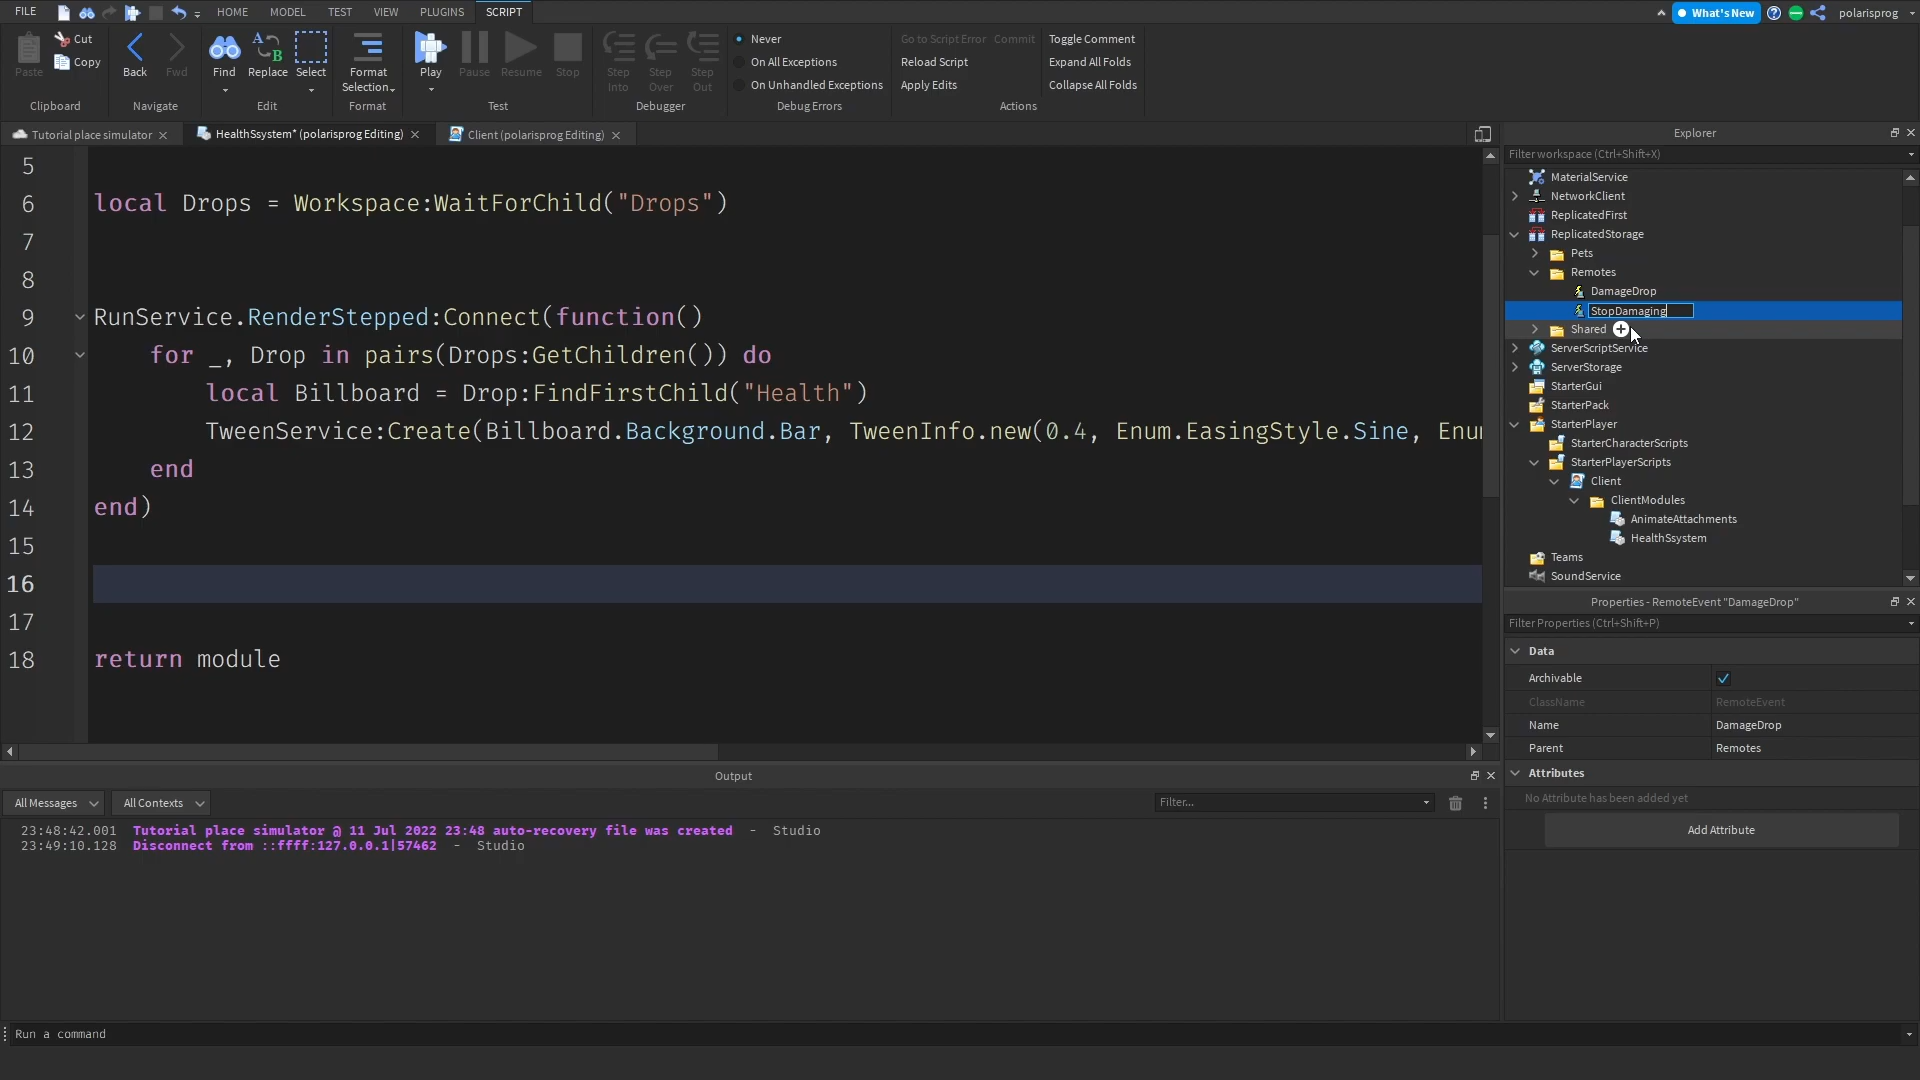 FILE HOME MODEL TEST VIEW PLUGINS SCRIPT What's New polarisprog
Paste Cut Copy Clipboard
Back Fwd Navigate
Find Replace Select Edit
Format Selection Format
Play Pause Resume Stop Test
Step Into Step Over Step Out Debugger
Never
On All Exceptions
On Unhandled Exceptions
Debug Errors
Go to Script Error Commit Toggle Comment
Reload Script Expand All Folds
Apply Edits Collapse All Folds
Actions
Tutorial place simulator HealthSsystem* (polarisprog Editing) Client (polarisprog Editing)
5
6 local Drops = Workspace:WaitForChild("Drops")
7
8
9 RunService.RenderStepped:Connect(function()
10 for _, Drop in pairs(Drops:GetChildren()) do
11 local Billboard = Drop:FindFirstChild("Health")
12 TweenService:Create(Billboard.Background.Bar, TweenInfo.new(0.4, Enum.EasingStyle.Sine, Enu
13 end
14 end)
15
16
17
18 return module
Output
All Messages All Contexts Filter...
23:48:42.001 Tutorial place simulator @ 11 Jul 2022 23:48 auto-recovery file was created - Studio
23:49:10.128 Disconnect from ::ffff:127.0.0.1|57462 - Studio
Run a command
Explorer
Filter workspace (Ctrl+Shift+X)
MaterialService
NetworkClient
ReplicatedFirst
ReplicatedStorage
Pets
Remotes
DamageDrop
StopDamaging
Shared
ServerScriptService
ServerStorage
StarterGui
StarterPack
StarterPlayer
StarterCharacterScripts
StarterPlayerScripts
Client
ClientModules
AnimateAttachments
HealthSsystem
Teams
SoundService
Properties - RemoteEvent "DamageDrop"
Filter Properties (Ctrl+Shift+P)
Data
Archivable
ClassName RemoteEvent
Name DamageDrop
Parent Remotes
Attributes
No Attribute has been added yet
Add Attribute